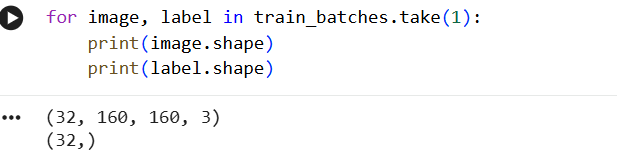 for image, label in train_batches.take(1):
    print(image.shape)
    print(label.shape)
(32, 160, 160, 3)
(32,)